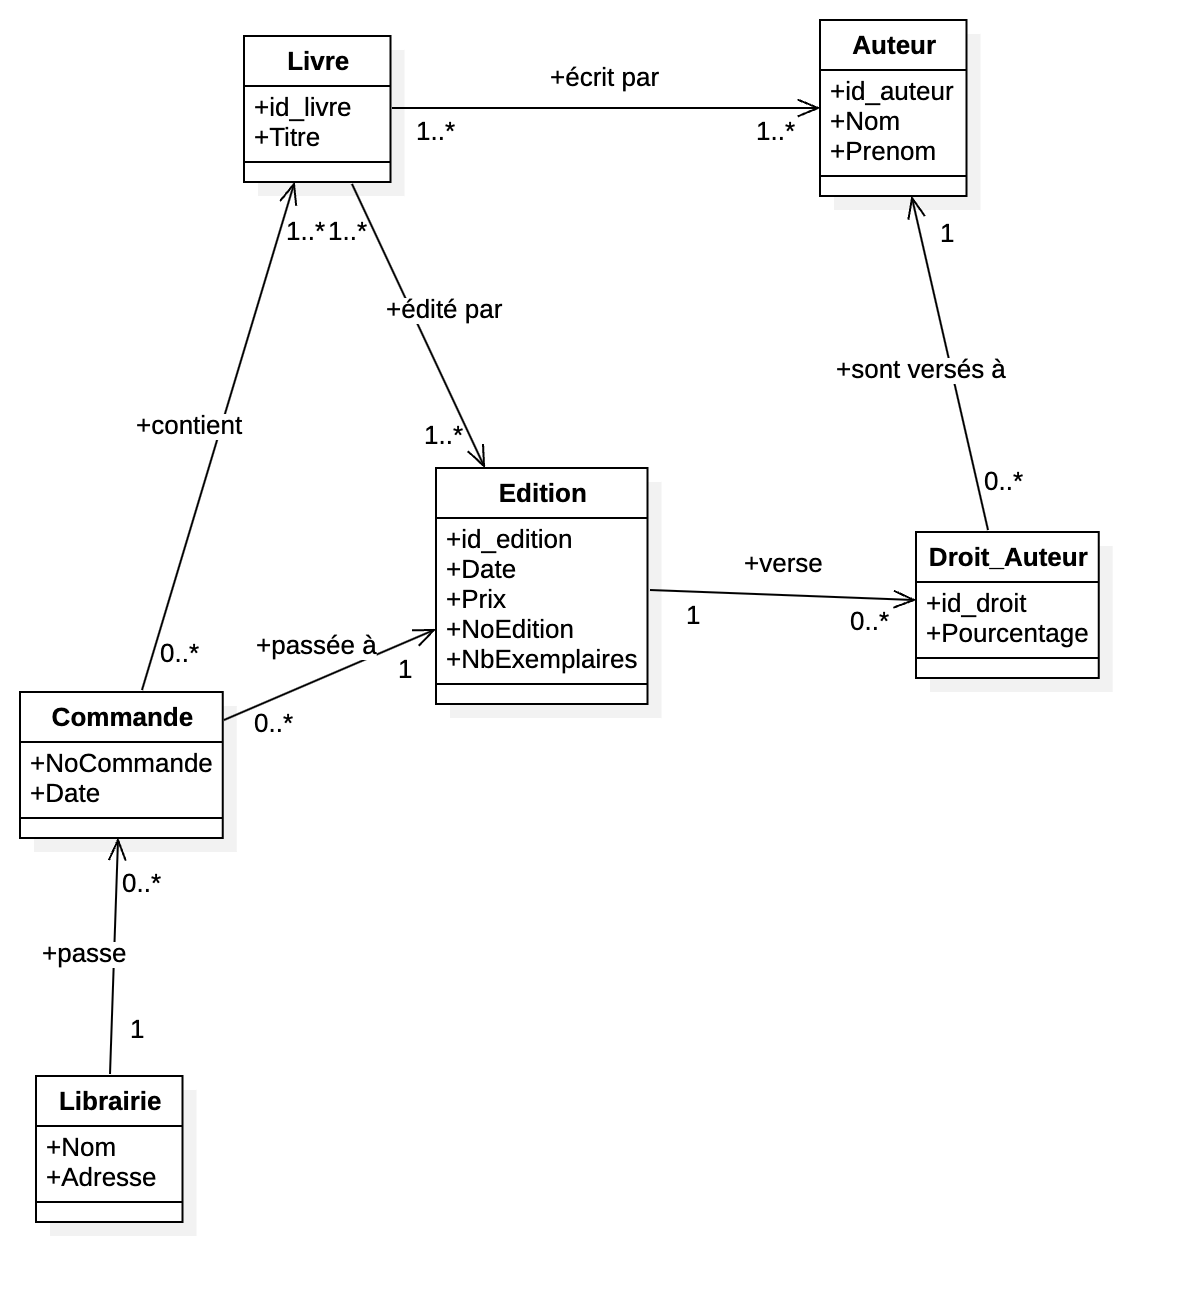 Livre
+id_livre
+Titre
+écrit par
1..*
1..*
Auteur
+id_auteur
+Nom
+Prenom
1..*
1..*
1
+édité par
+sont versés à
+contient
1..*
0..*
Edition
+id_edition
+Date
+Prix
+NoEdition
+NbExemplaires
+verse
1
0..*
Droit_Auteur
+id_droit
+Pourcentage
0..*
+passée à
1
0..*
Commande
+NoCommande
+Date
0..*
+passe
1
Librairie
+Nom
+Adresse